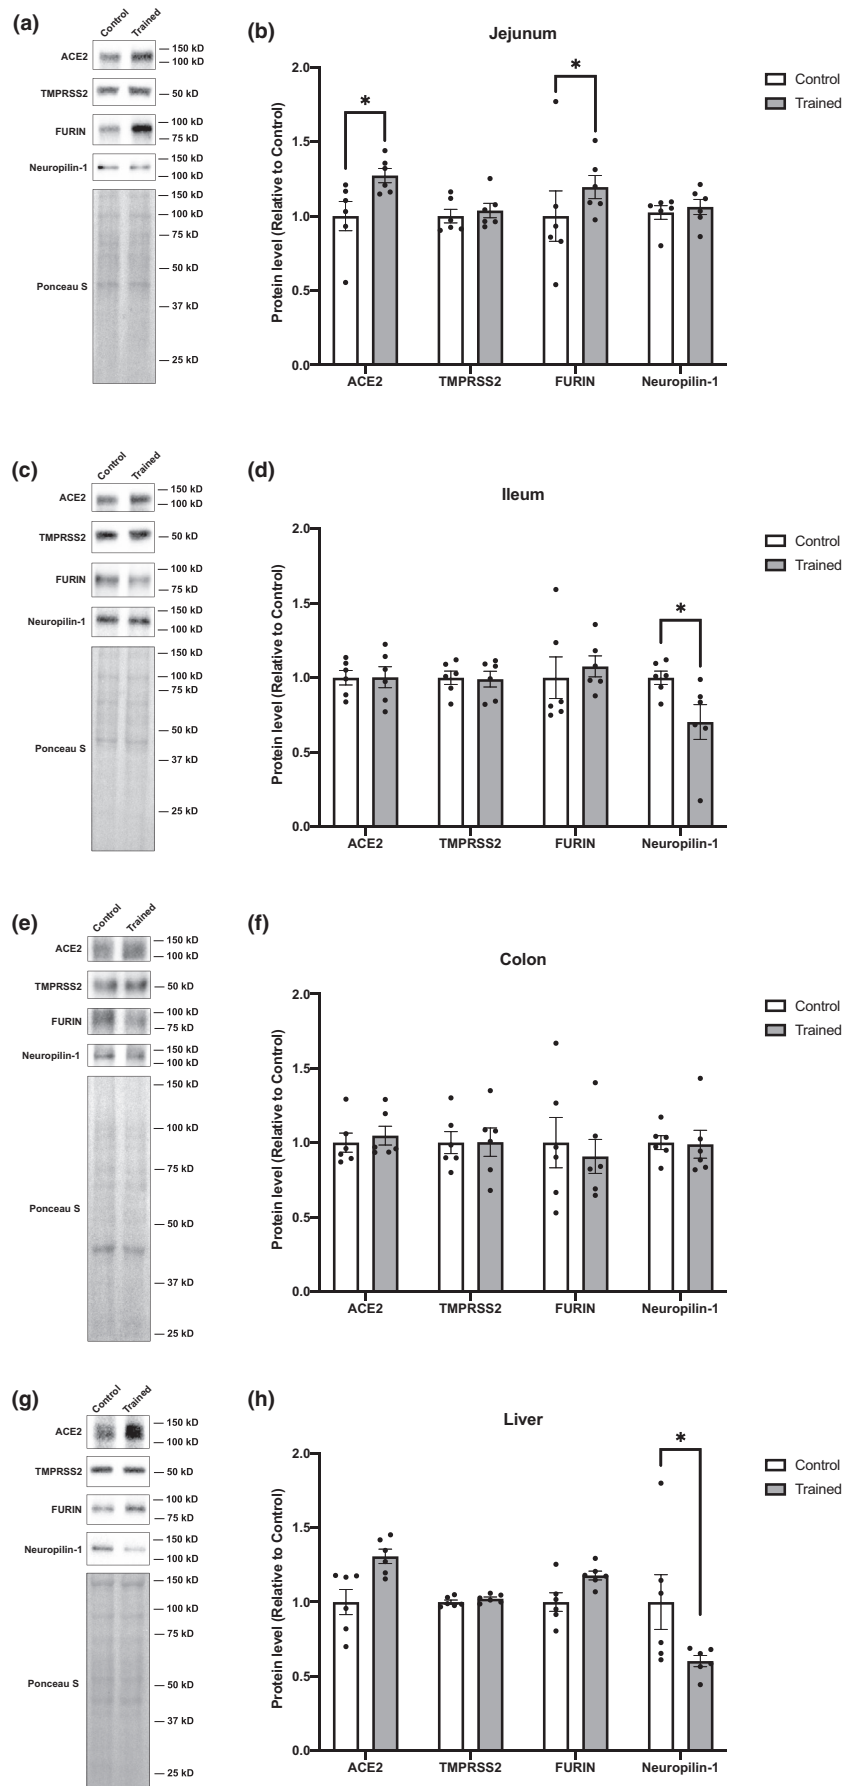 (a)
Control
Trained
ACE2
150 kD
100 kD
TMPRSS2
50 kD
FURIN
100 kD
75 kD
Neuropilin-1
150 kD
100 kD
Ponceau S
150 kD
100 kD
75 kD
50 kD
37 kD
25 kD
(b)
Jejunum
Protein level (Relative to Control)
2.0
1.5
1.0
0.5
0.0
*
*
ACE2
TMPRSS2
FURIN
Neuropilin-1
Control
Trained
(c)
Control
Trained
ACE2
150 kD
100 kD
TMPRSS2
50 kD
FURIN
100 kD
75 kD
Neuropilin-1
150 kD
100 kD
Ponceau S
150 kD
100 kD
75 kD
50 kD
37 kD
25 kD
(d)
Ileum
Protein level (Relative to Control)
2.0
1.5
1.0
0.5
0.0
*
ACE2
TMPRSS2
FURIN
Neuropilin-1
Control
Trained
(e)
Control
Trained
ACE2
150 kD
100 kD
TMPRSS2
50 kD
FURIN
100 kD
75 kD
Neuropilin-1
150 kD
100 kD
Ponceau S
150 kD
100 kD
75 kD
50 kD
37 kD
25 kD
(f)
Colon
Protein level (Relative to Control)
2.0
1.5
1.0
0.5
0.0
ACE2
TMPRSS2
FURIN
Neuropilin-1
Control
Trained
(g)
Control
Trained
ACE2
150 kD
100 kD
TMPRSS2
50 kD
FURIN
100 kD
75 kD
Neuropilin-1
150 kD
100 kD
Ponceau S
150 kD
100 kD
75 kD
50 kD
37 kD
25 kD
(h)
Liver
Protein level (Relative to Control)
2.0
1.5
1.0
0.5
0.0
*
ACE2
TMPRSS2
FURIN
Neuropilin-1
Control
Trained